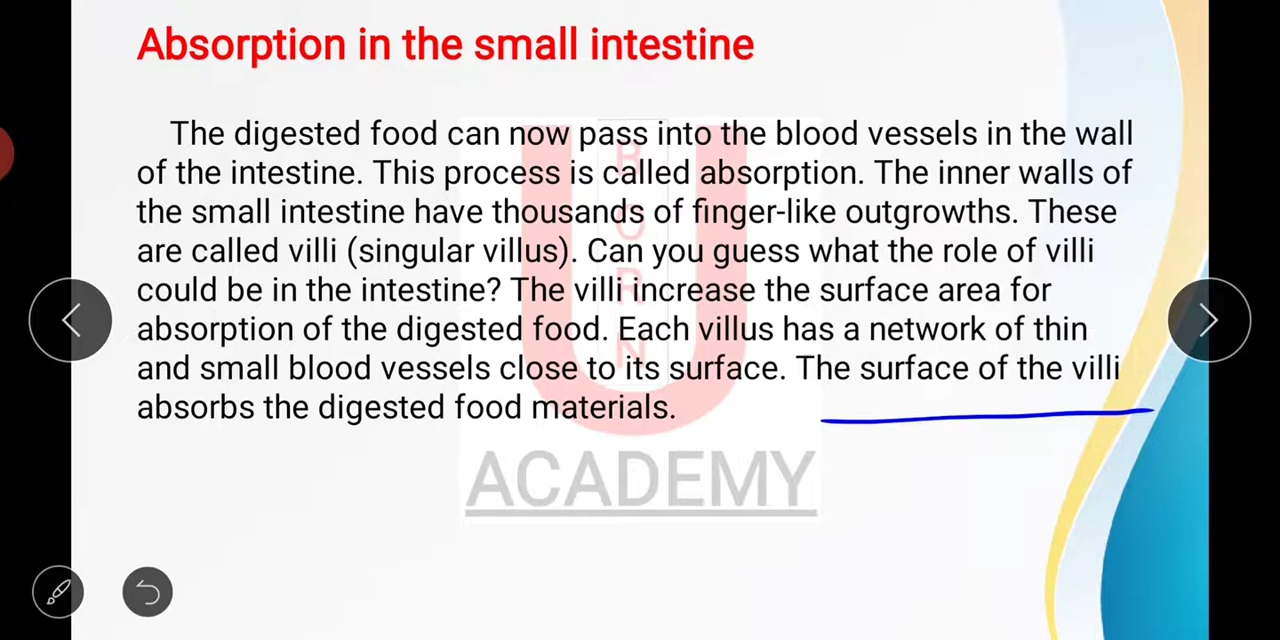 Absorption in the small intestine
The digested food can now pass into the blood vessels in the wall
of the intestine. This process is called absorption. The inner walls of
the small intestine have thousands of finger-like outgrowths. These
are called villi (singular villus). Can you guess what the role of villi
could be in the intestine? The villi increase the surface area for
absorption of the digested food. Each villus has a network of thin
and small blood vessels close to its surface. The surface of the villi
absorbs the digested food materials.
U
BORN
ACADEMY